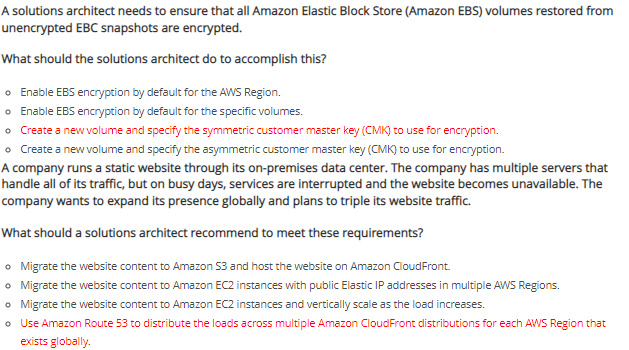 A solutions architect needs to ensure that all Amazon Elastic Block Store (Amazon EBS) volumes restored from
unencrypted EBC snapshots are encrypted.
What should the solutions architect do to accomplish this?
Enable EBS encryption by default for the AWS Region.
Enable EBS encryption by default for the specific volumes.
Create a new volume and specify the symmetric customer master key (CMK) to use for encryption.
Create a new volume and specify the asymmetric customer master key (CMK) to use for encryption.
A company runs a static website through its on-premises data center. The company has multiple servers that
handle all of its traffic, but on busy days, services are interrupted and the website becomes unavailable. The
company wants to expand its presence globally and plans to triple its website traffic.
What should a solutions architect recommend to meet these requirements?
Migrate the website content to Amazon S3 and host the website on Amazon CloudFront.
Migrate the website content to Amazon EC2 instances with public Elastic IP addresses in multiple AWS Regions.
Migrate the website content to Amazon EC2 instances and vertically scale as the load increases.
Use Amazon Route 53 to distribute the loads across multiple Amazon CloudFront distributions for each AWS Region that
exists globally.